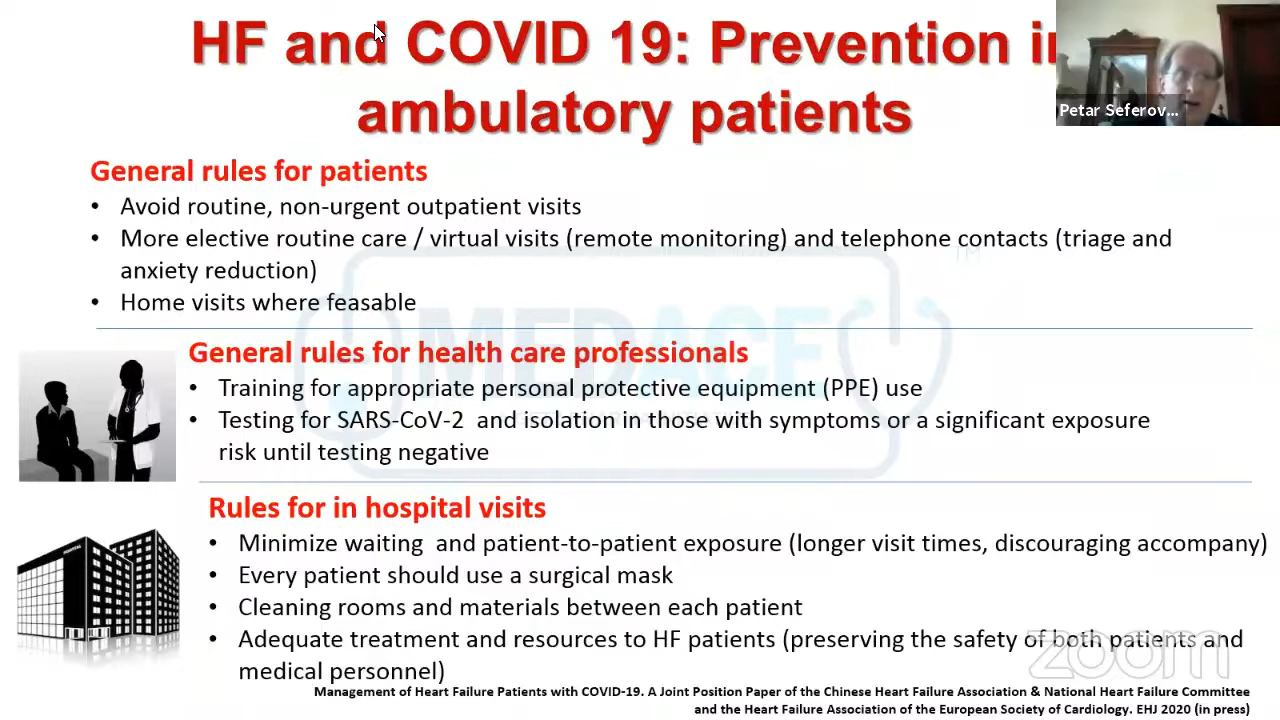 HF and COVID 19: Prevention in
ambulatory patients
Petar Seferov...
General rules for patients
• Avoid routine, non-urgent outpatient visits
• More elective routine care / virtual visits (remote monitoring) and telephone contacts (triage and
anxiety reduction)
• Home visits where feasable
MEDACE
General rules for health care professionals
• Training for appropriate personal protective equipment (PPE) use
• Testing for SARS-CoV-2 and isolation in those with symptoms or a significant exposure
risk until testing negative
Rules for in hospital visits
• Minimize waiting and patient-to-patient exposure (longer visit times, discouraging accompany)
• Every patient should use a surgical mask
• Cleaning rooms and materials between each patient
• Adequate treatment and resources to HF patients (preserving the safety of both patients and
medical personnel)
zoom
HOSPITAL
Management of Heart Failure Patients with COVID-19. A Joint Position Paper of the Chinese Heart Failure Association & National Heart Failure Committee
and the Heart Failure Association of the European Society of Cardiology. EHJ 2020 (in press)